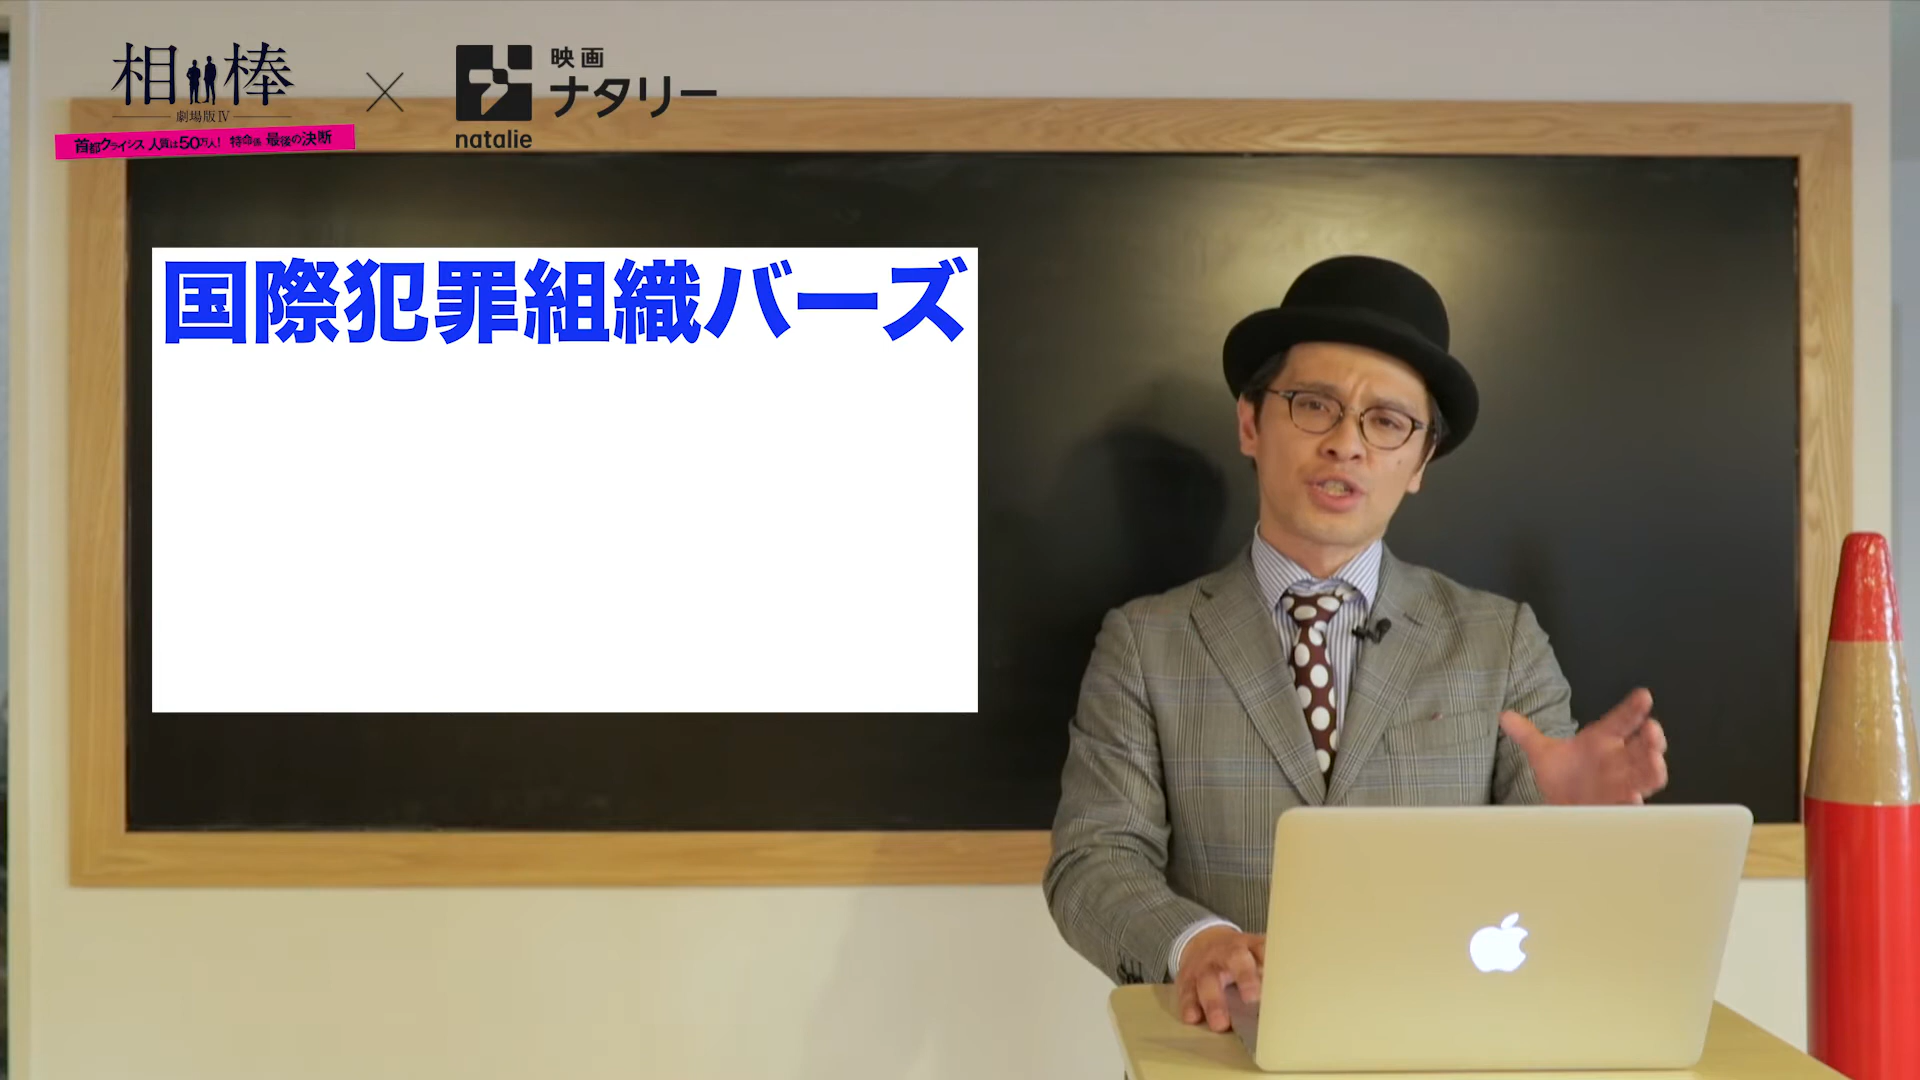 相棒
劇場版IV
首都クライシス 人質は50万人! 特命係 最後の決断
×
映画
ナタリー
natalie
国際犯罪組織バーズ